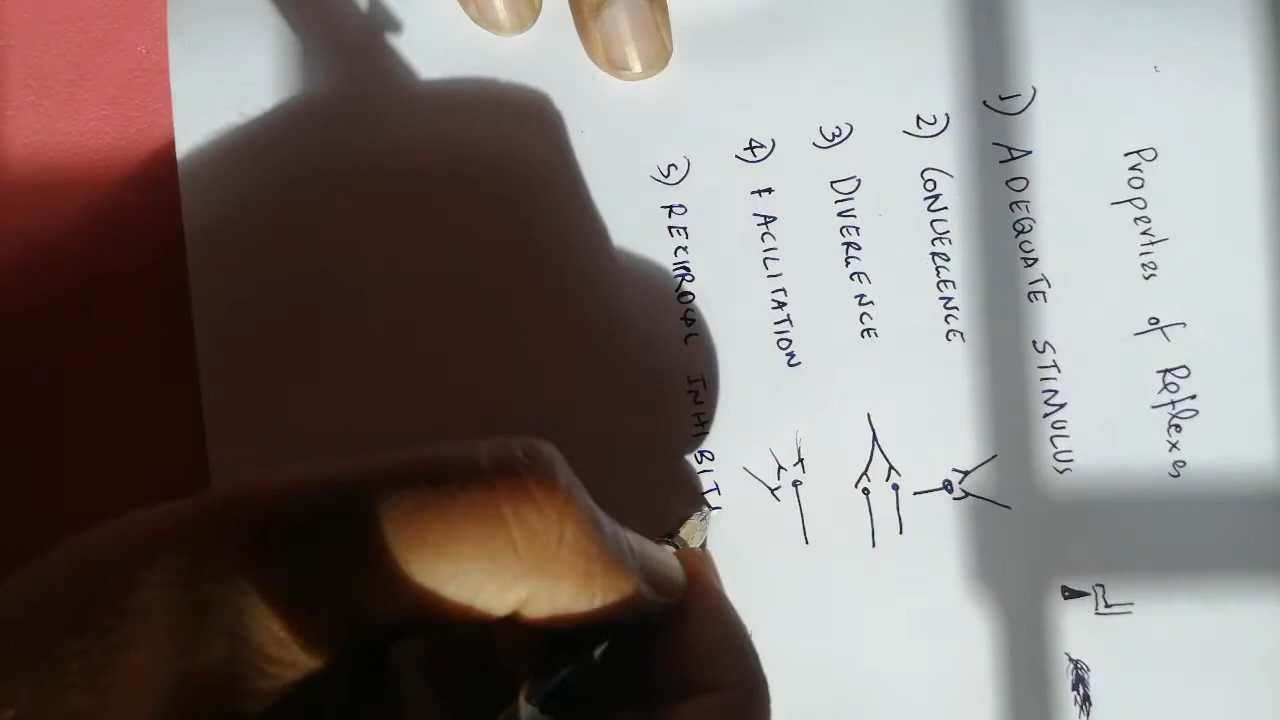 Properties of Reflexes
1) ADEQUATE STIMULUS
2) CONVERGENCE
3) DIVERGENCE
4) FACILITATION
5) RECIPROCAL INHIBITI